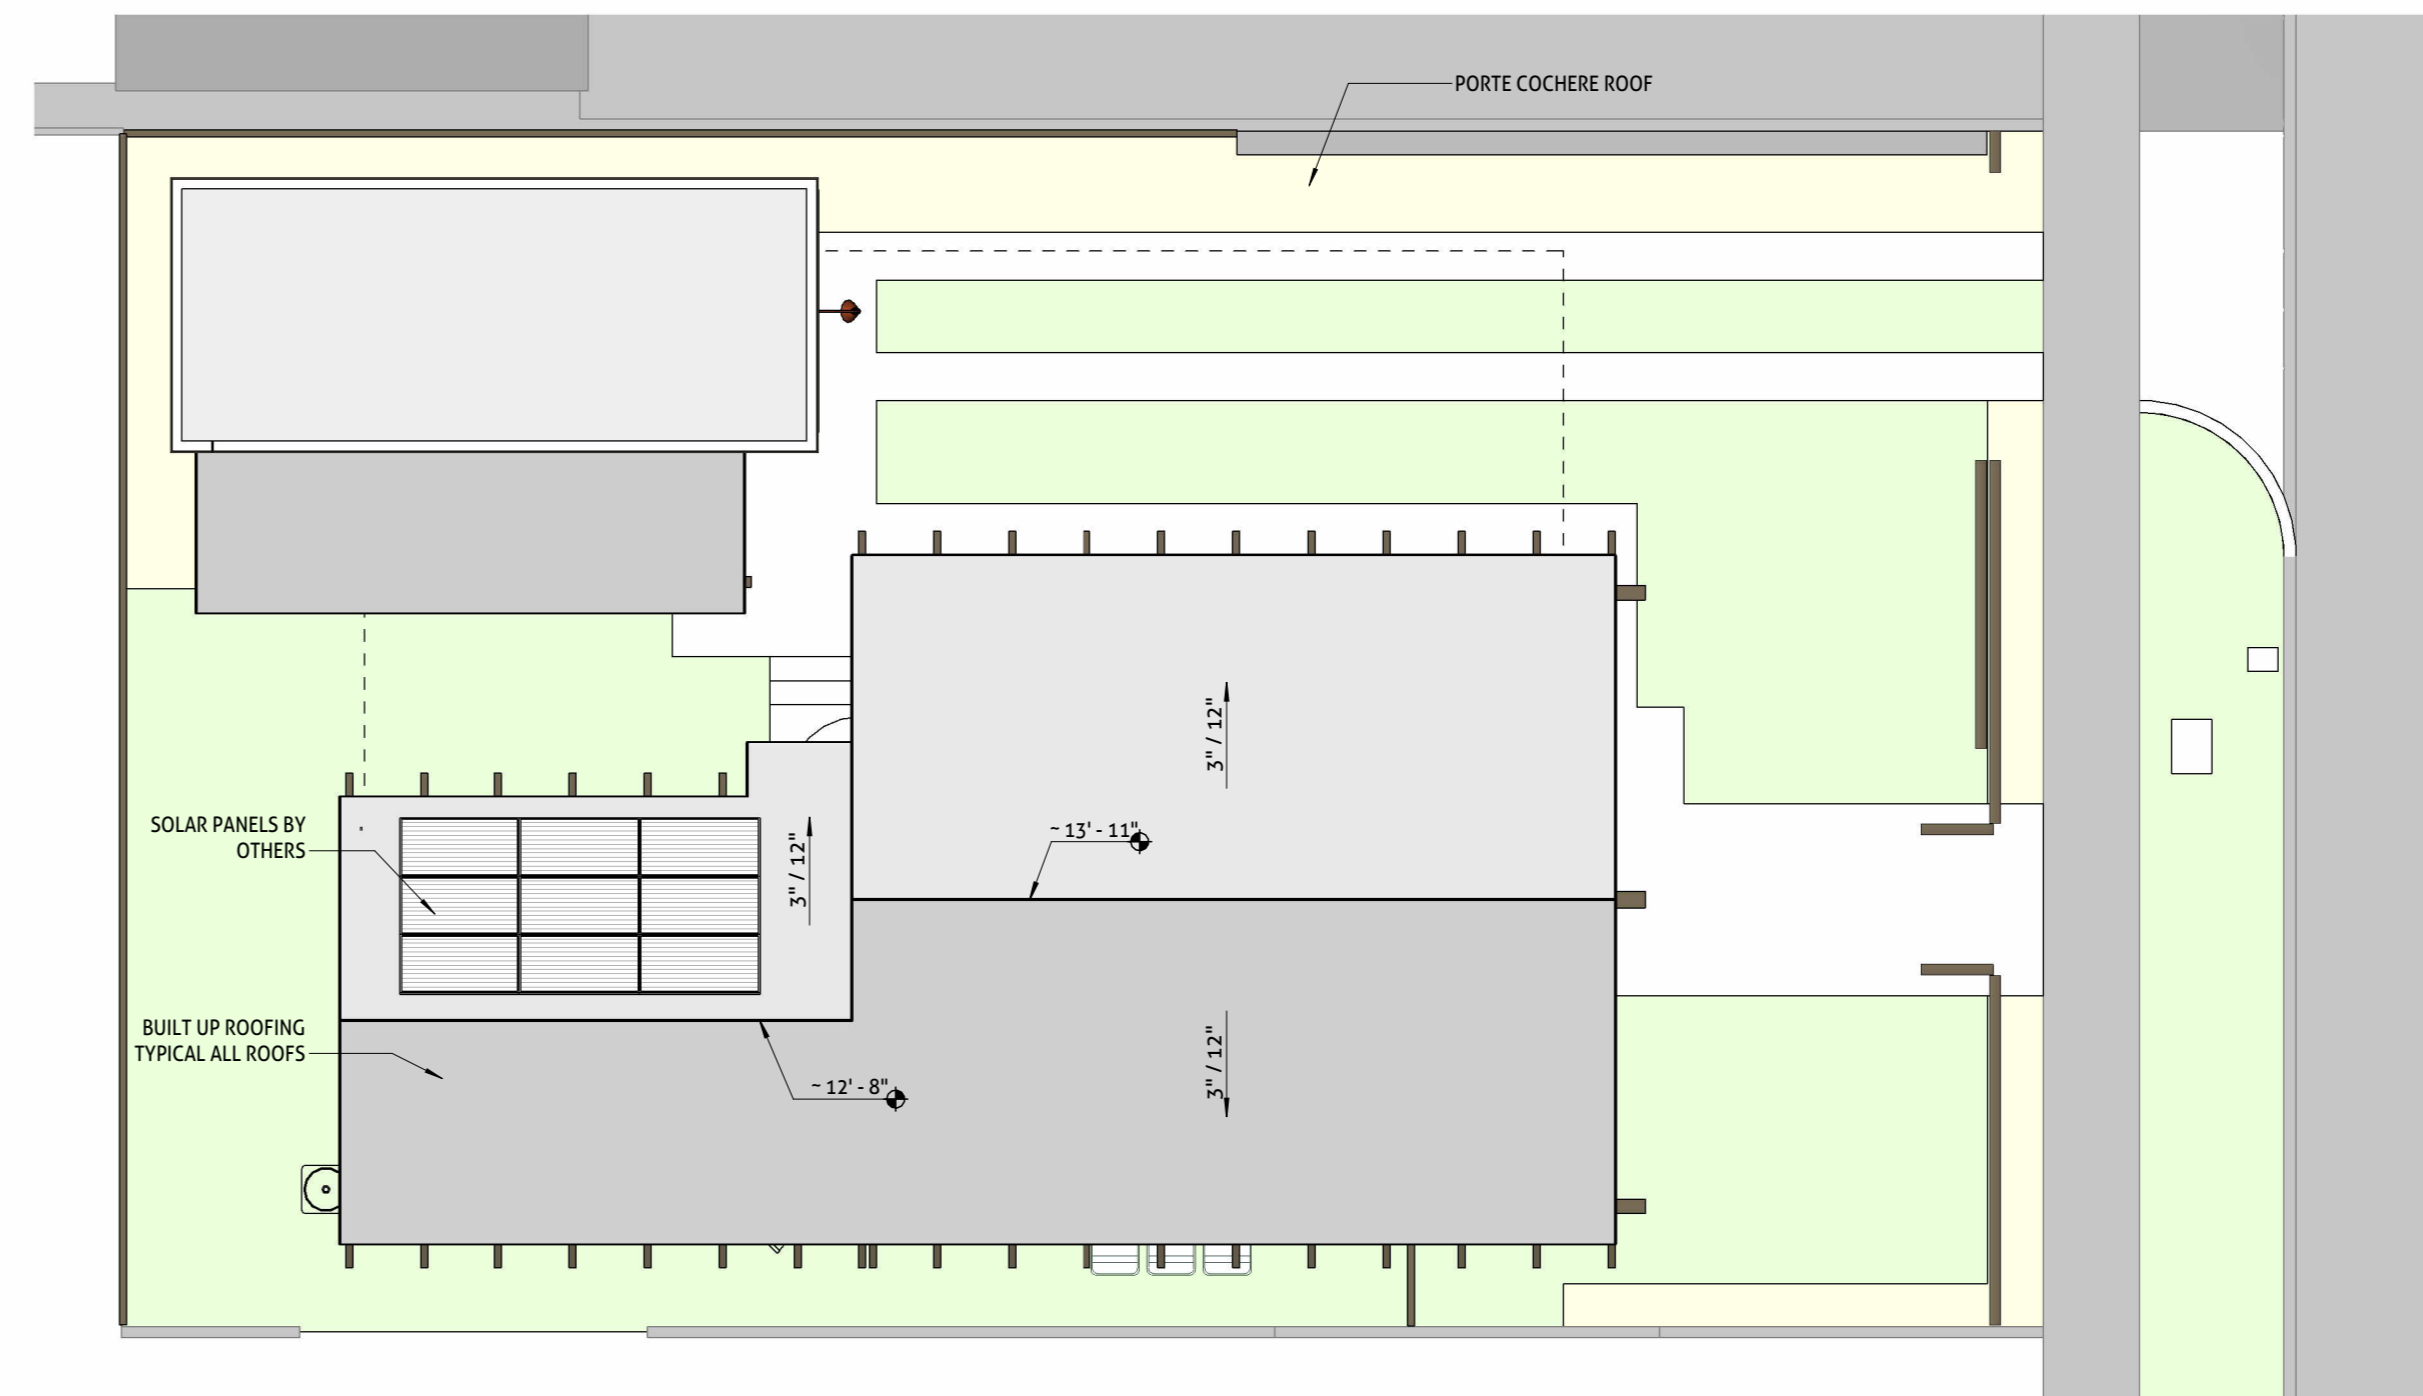 PORTE COCHERE ROOF
3" / 12"
SOLAR PANELS BY
OTHERS
3" / 12"
~ 13' - 11"
BUILT UP ROOFING
TYPICAL ALL ROOFS
3" / 12"
~ 12' - 8"